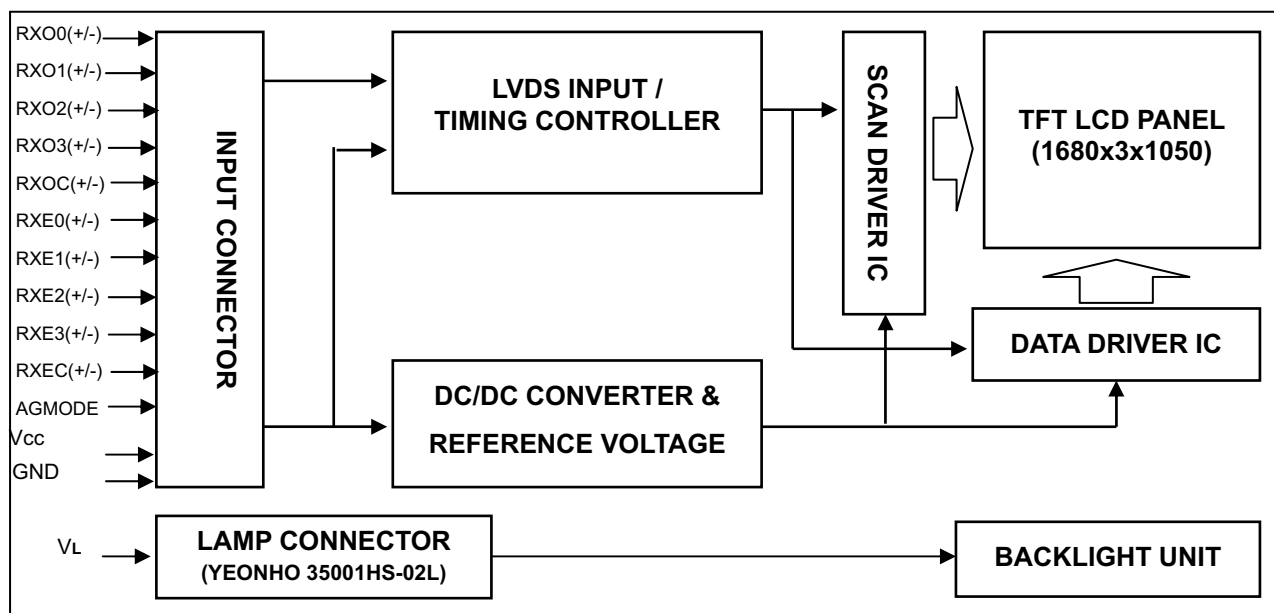 RXO0(+/-)
RXO1(+/-)
RXO2(+/-)
RXO3(+/-)
RXOC(+/-)
RXE0(+/-)
RXE1(+/-)
RXE2(+/-)
RXE3(+/-)
RXEC(+/-)
AGMODE
Vcc
GND
INPUT CONNECTOR
LVDS INPUT /
TIMING CONTROLLER
DC/DC CONVERTER &
REFERENCE VOLTAGE
SCAN DRIVER IC
TFT LCD PANEL
(1680x3x1050)
DATA DRIVER IC
VL
LAMP CONNECTOR
(YEONHO 35001HS-02L)
BACKLIGHT UNIT